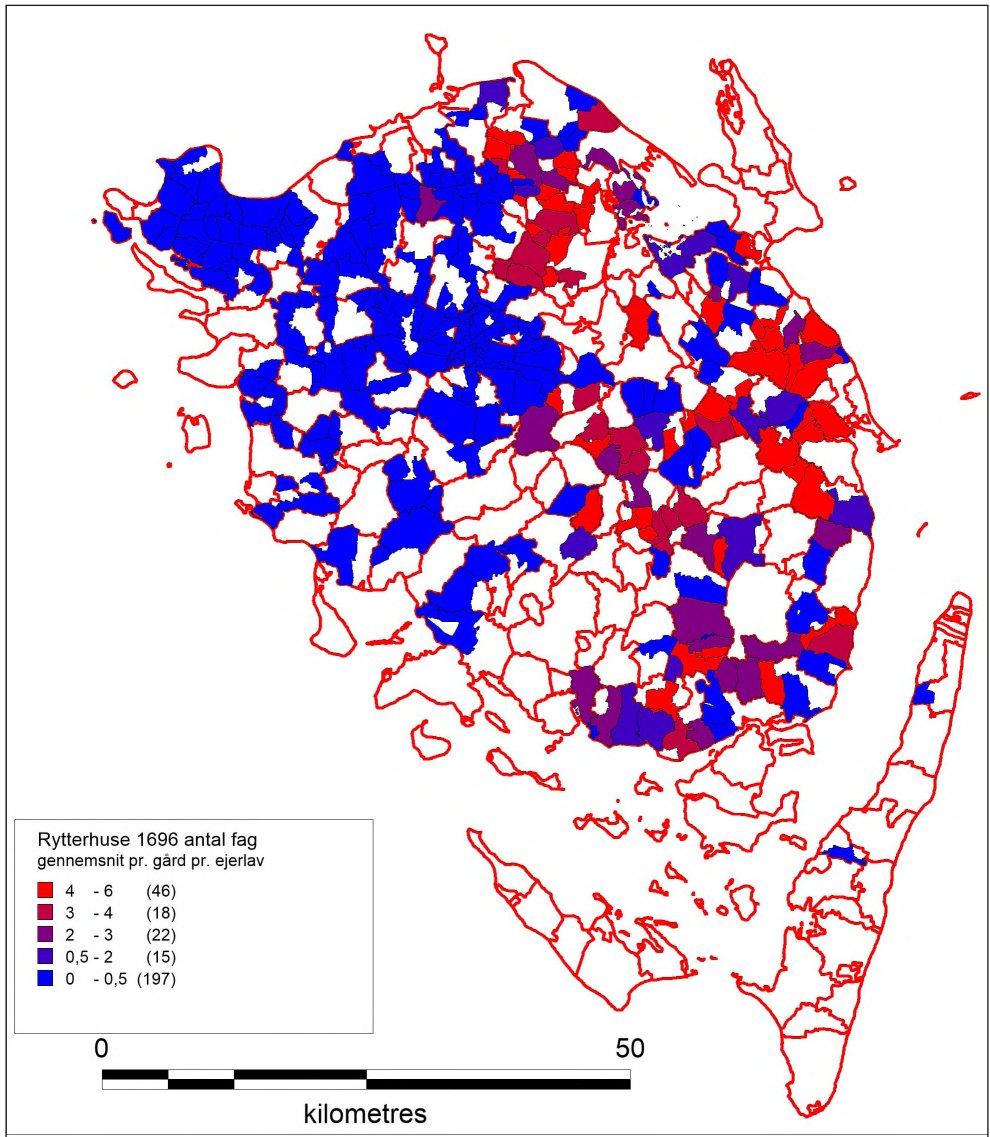 Rytterhuse 1696 antal fag
gennemsnit pr. gård pr. ejerlav
4 - 6 (46)
3 - 4 (18)
2 - 3 (22)
0,5 - 2 (15)
0 - 0,5 (197)
0 50
kilometres